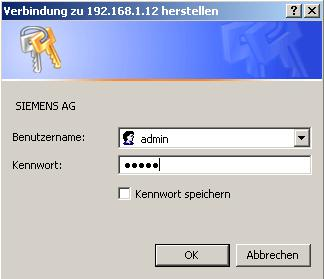 Verbindung zu 192.168.1.12 herstellen
SIEMENS AG
Benutzername:
admin
Kennwort:
●●●●●
Kennwort speichern
OK
Abbrechen